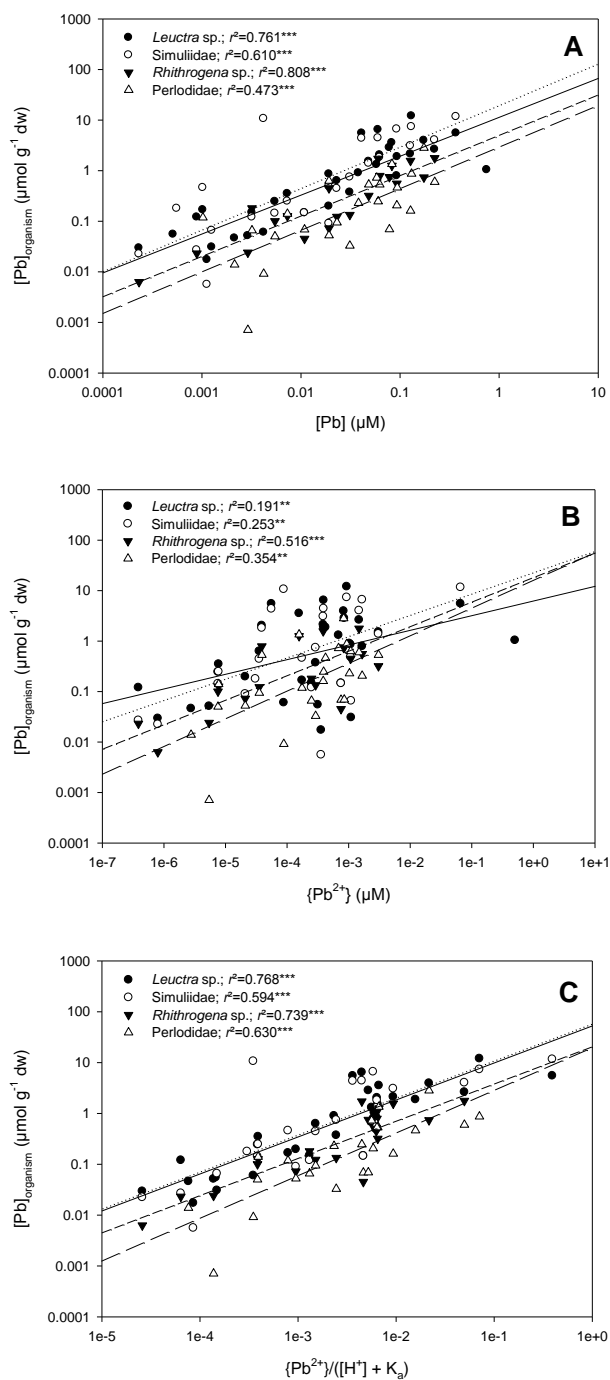 A
Leuctra sp.; r²=0.761***
Simuliidae; r²=0.610***
Rhithrogena sp.; r²=0.808***
Perlodidae; r²=0.473***
1000
100
10
1
0.1
0.01
0.001
0.0001
[Pb]organism (µmol g⁻¹ dw)
0.0001 0.001 0.01 0.1 1 10
[Pb] (µM)
B
Leuctra sp.; r²=0.191**
Simuliidae; r²=0.253**
Rhithrogena sp.; r²=0.516***
Perlodidae; r²=0.354**
1000
100
10
1
0.1
0.01
0.001
0.0001
[Pb]organism (µmol g⁻¹ dw)
1e-7 1e-6 1e-5 1e-4 1e-3 1e-2 1e-1 1e+0 1e+1
{Pb²⁺} (µM)
C
Leuctra sp.; r²=0.768***
Simuliidae; r²=0.594***
Rhithrogena sp.; r²=0.739***
Perlodidae; r²=0.630***
1000
100
10
1
0.1
0.01
0.001
0.0001
[Pb]organism (µmol g⁻¹ dw)
1e-5 1e-4 1e-3 1e-2 1e-1 1e+0
{Pb²⁺}/([H⁺] + Kₐ)